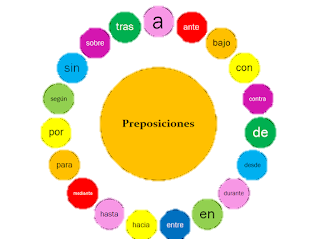 a
ante
bajo
con
contra
de
desde
durante
en
entre
hacia
hasta
mediante
para
por
según
sin
sobre
tras
Preposiciones